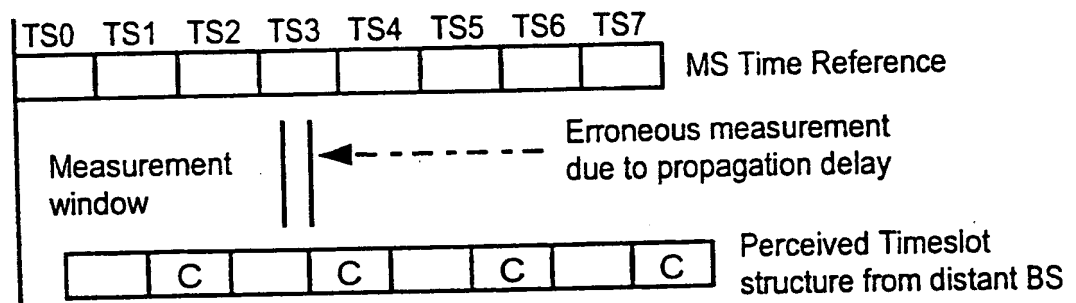 TS0 TS1 TS2 TS3 TS4 TS5 TS6 TS7
MS Time Reference
Measurement
window
Erroneous measurement
due to propagation delay
C C C C
Perceived Timeslot
structure from distant BS